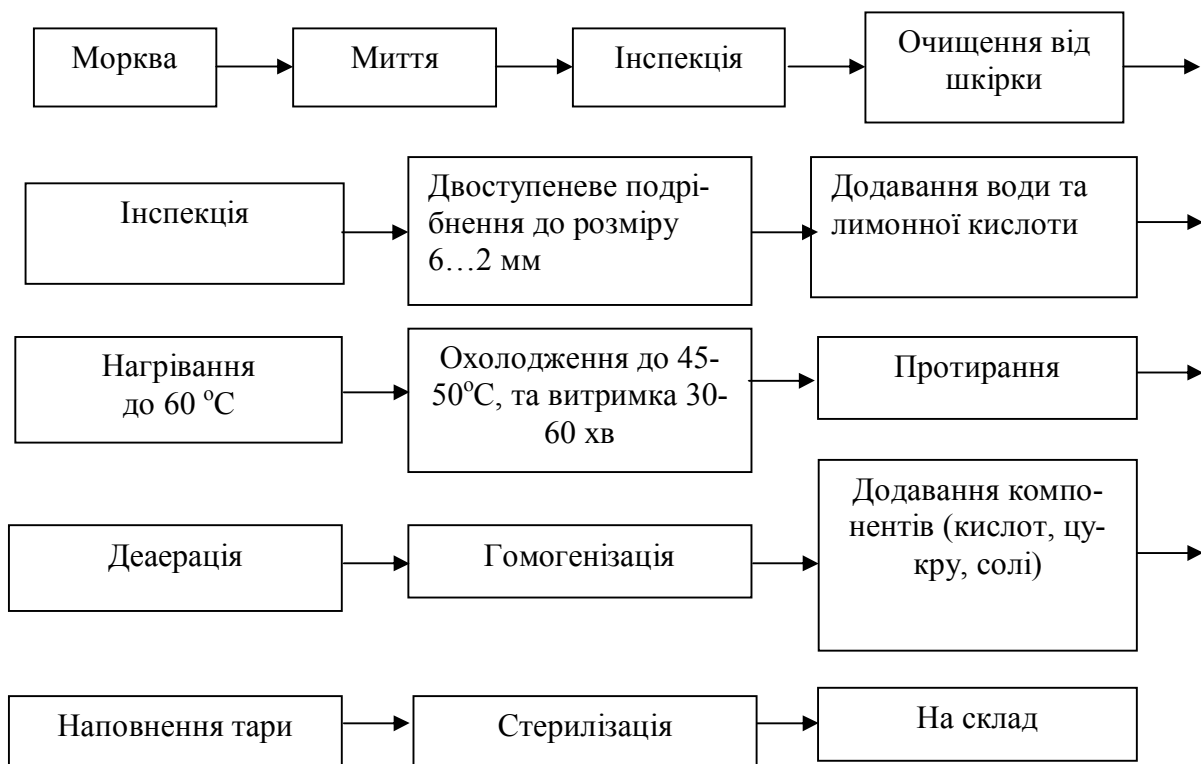 Морква
Миття
Інспекція
Очищення від
шкірки
Інспекція
Двоступеневе подрі-
бнення до розміру
6…2 мм
Додавання води та
лимонної кислоти
Нагрівання
до 60 ºС
Охолодження до 45-
50ºС, та витримка 30-
60 хв
Протирання
Деаерація
Гомогенізація
Додавання компо-
нентів (кислот, цу-
кру, солі)
Наповнення тари
Стерилізація
На склад